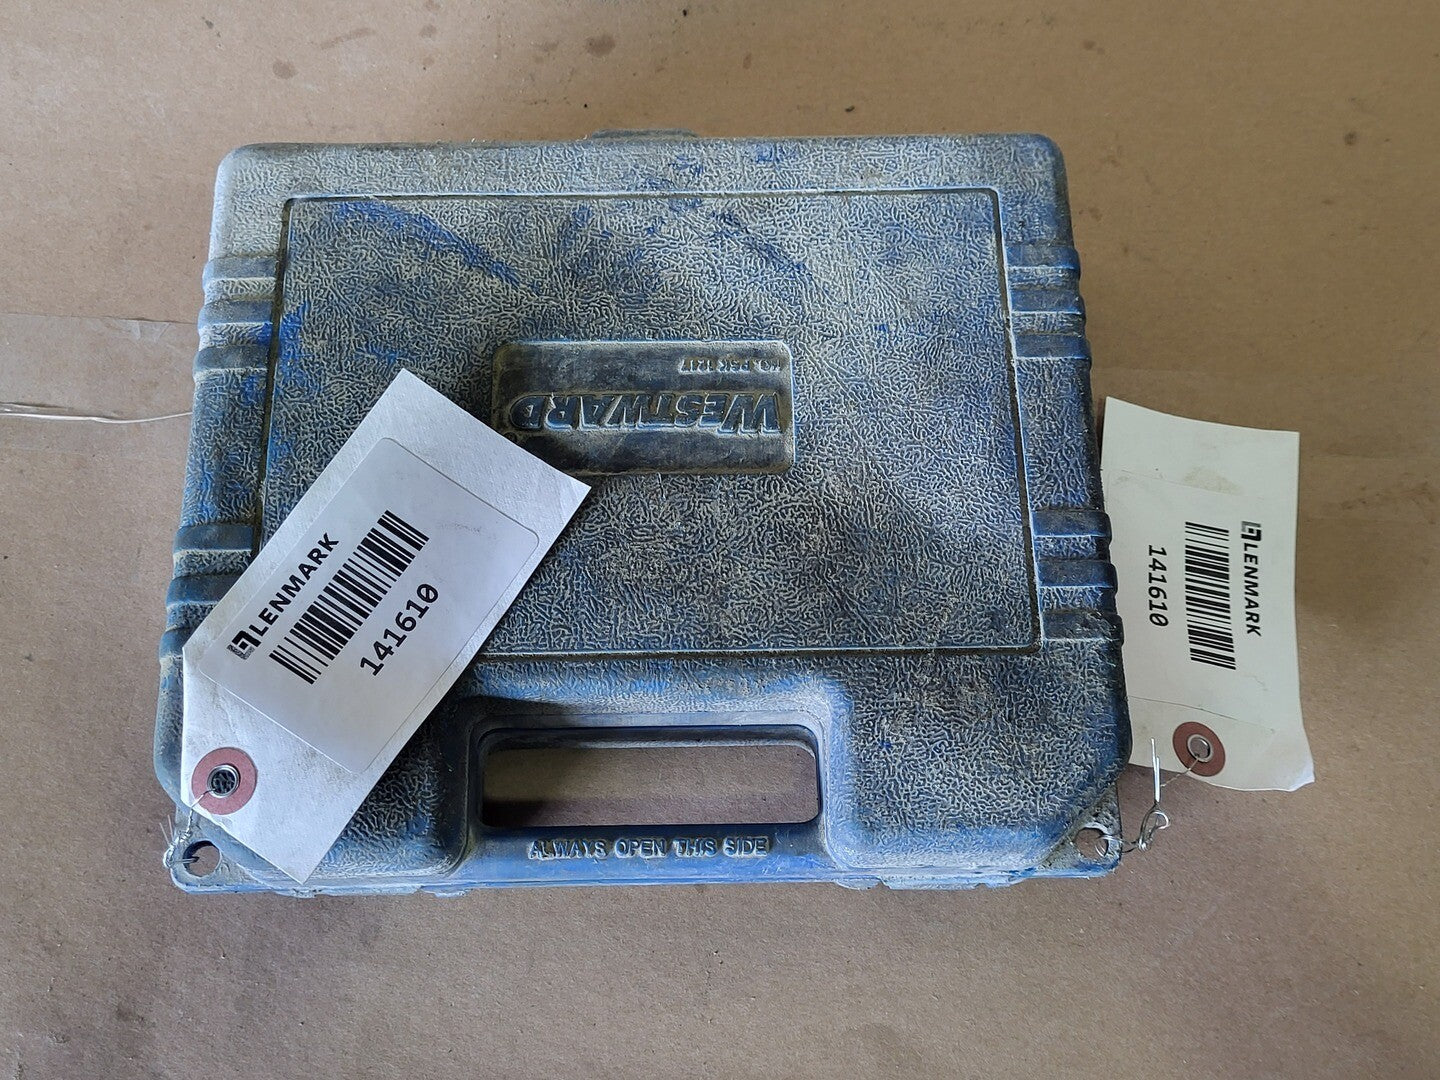 WESTWARD
LENMARK
141610
LENMARK
141610
ALWAYS OPEN THIS SIDE